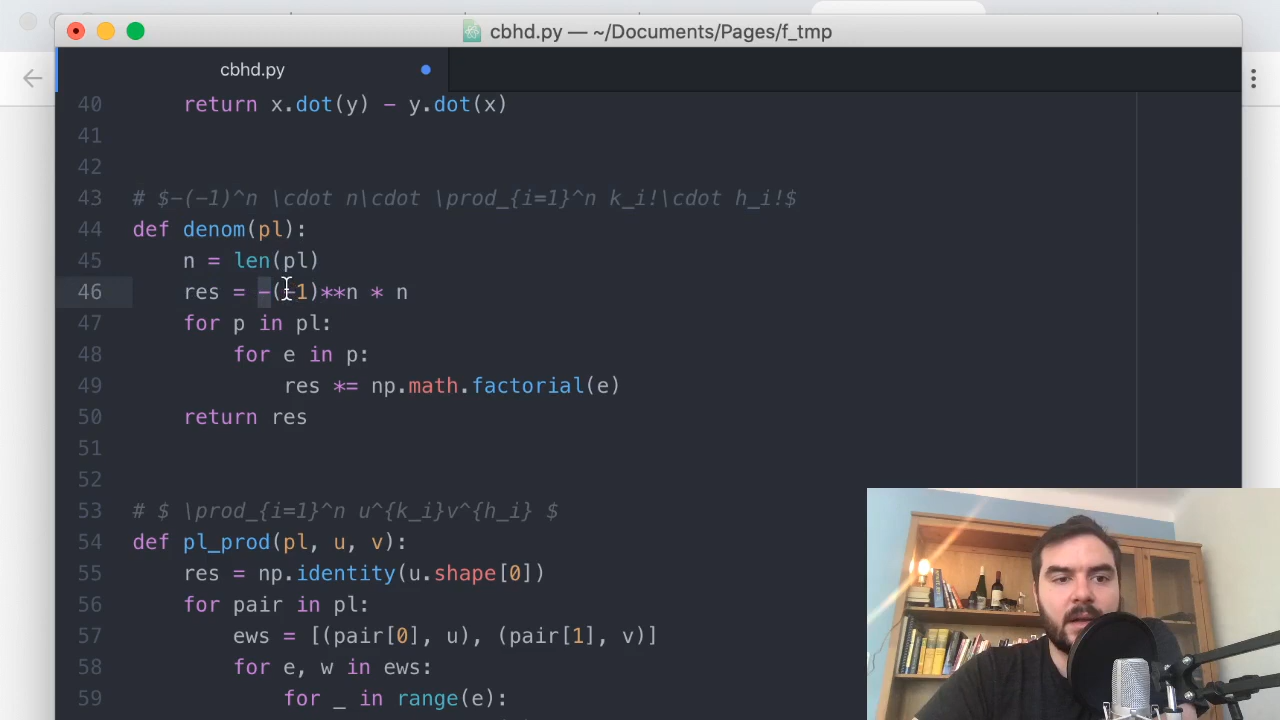 cbhd.py — ~/Documents/Pages/f_tmp
cbhd.py
40 return x.dot(y) - y.dot(x)
41
42
43 # $-(-1)^n \cdot n\cdot \prod_{i=1}^n k_i!\cdot h_i!$
44 def denom(pl):
45 n = len(pl)
46 res = -(-1)**n * n
47 for p in pl:
48 for e in p:
49 res *= np.math.factorial(e)
50 return res
51
52
53 # $ \prod_{i=1}^n u^{k_i}v^{h_i} $
54 def pl_prod(pl, u, v):
55 res = np.identity(u.shape[0])
56 for pair in pl:
57 ews = [(pair[0], u), (pair[1], v)]
58 for e, w in ews:
59 for _ in range(e):